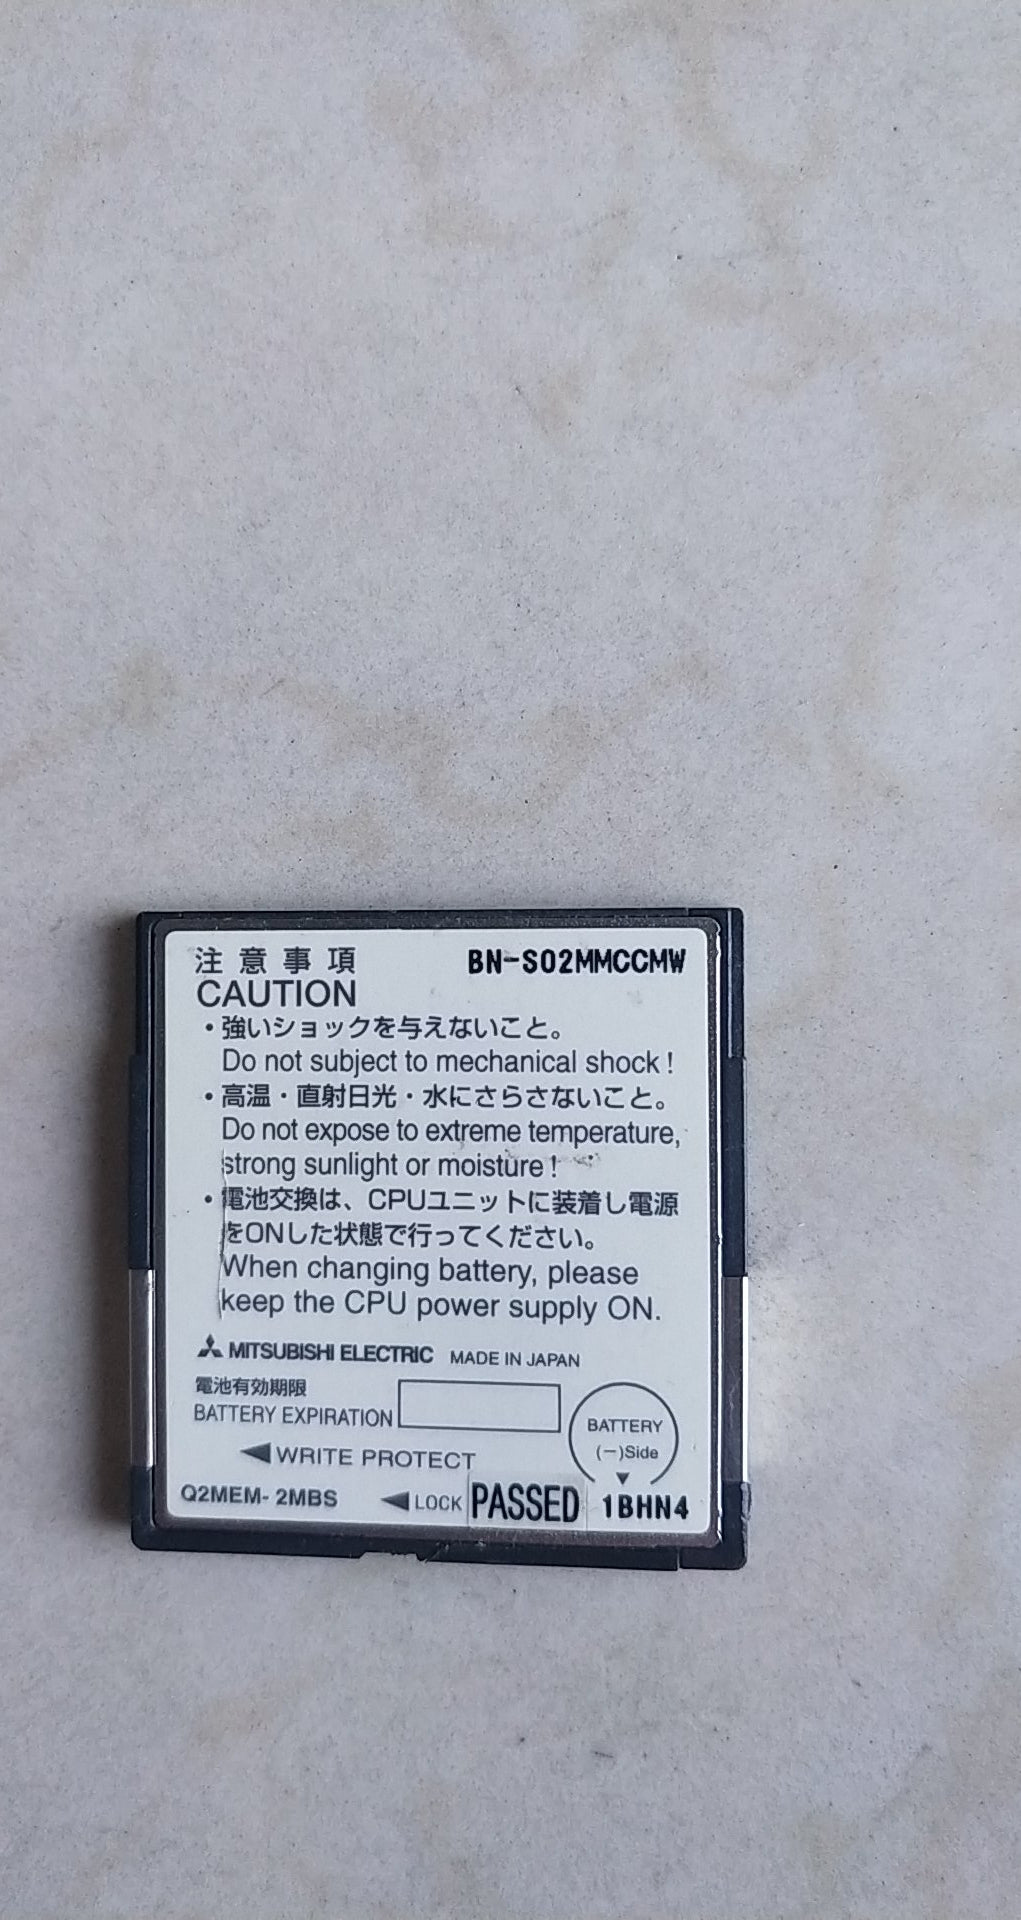 注意事項 BN-S02MMCCMW
CAUTION
・強いショックを与えないこと。
Do not subject to mechanical shock!
・高温・直射日光・水にさらさないこと。
Do not expose to extreme temperature,
strong sunlight or moisture!
・電池交換は、CPUユニットに装着し電源
をONした状態で行ってください。
When changing battery, please
keep the CPU power supply ON.
MITSUBISHI ELECTRIC MADE IN JAPAN
電池有効期限
BATTERY EXPIRATION
BATTERY
(−)Side
WRITE PROTECT
Q2MEM-2MBS LOCK PASSED 1BHN4